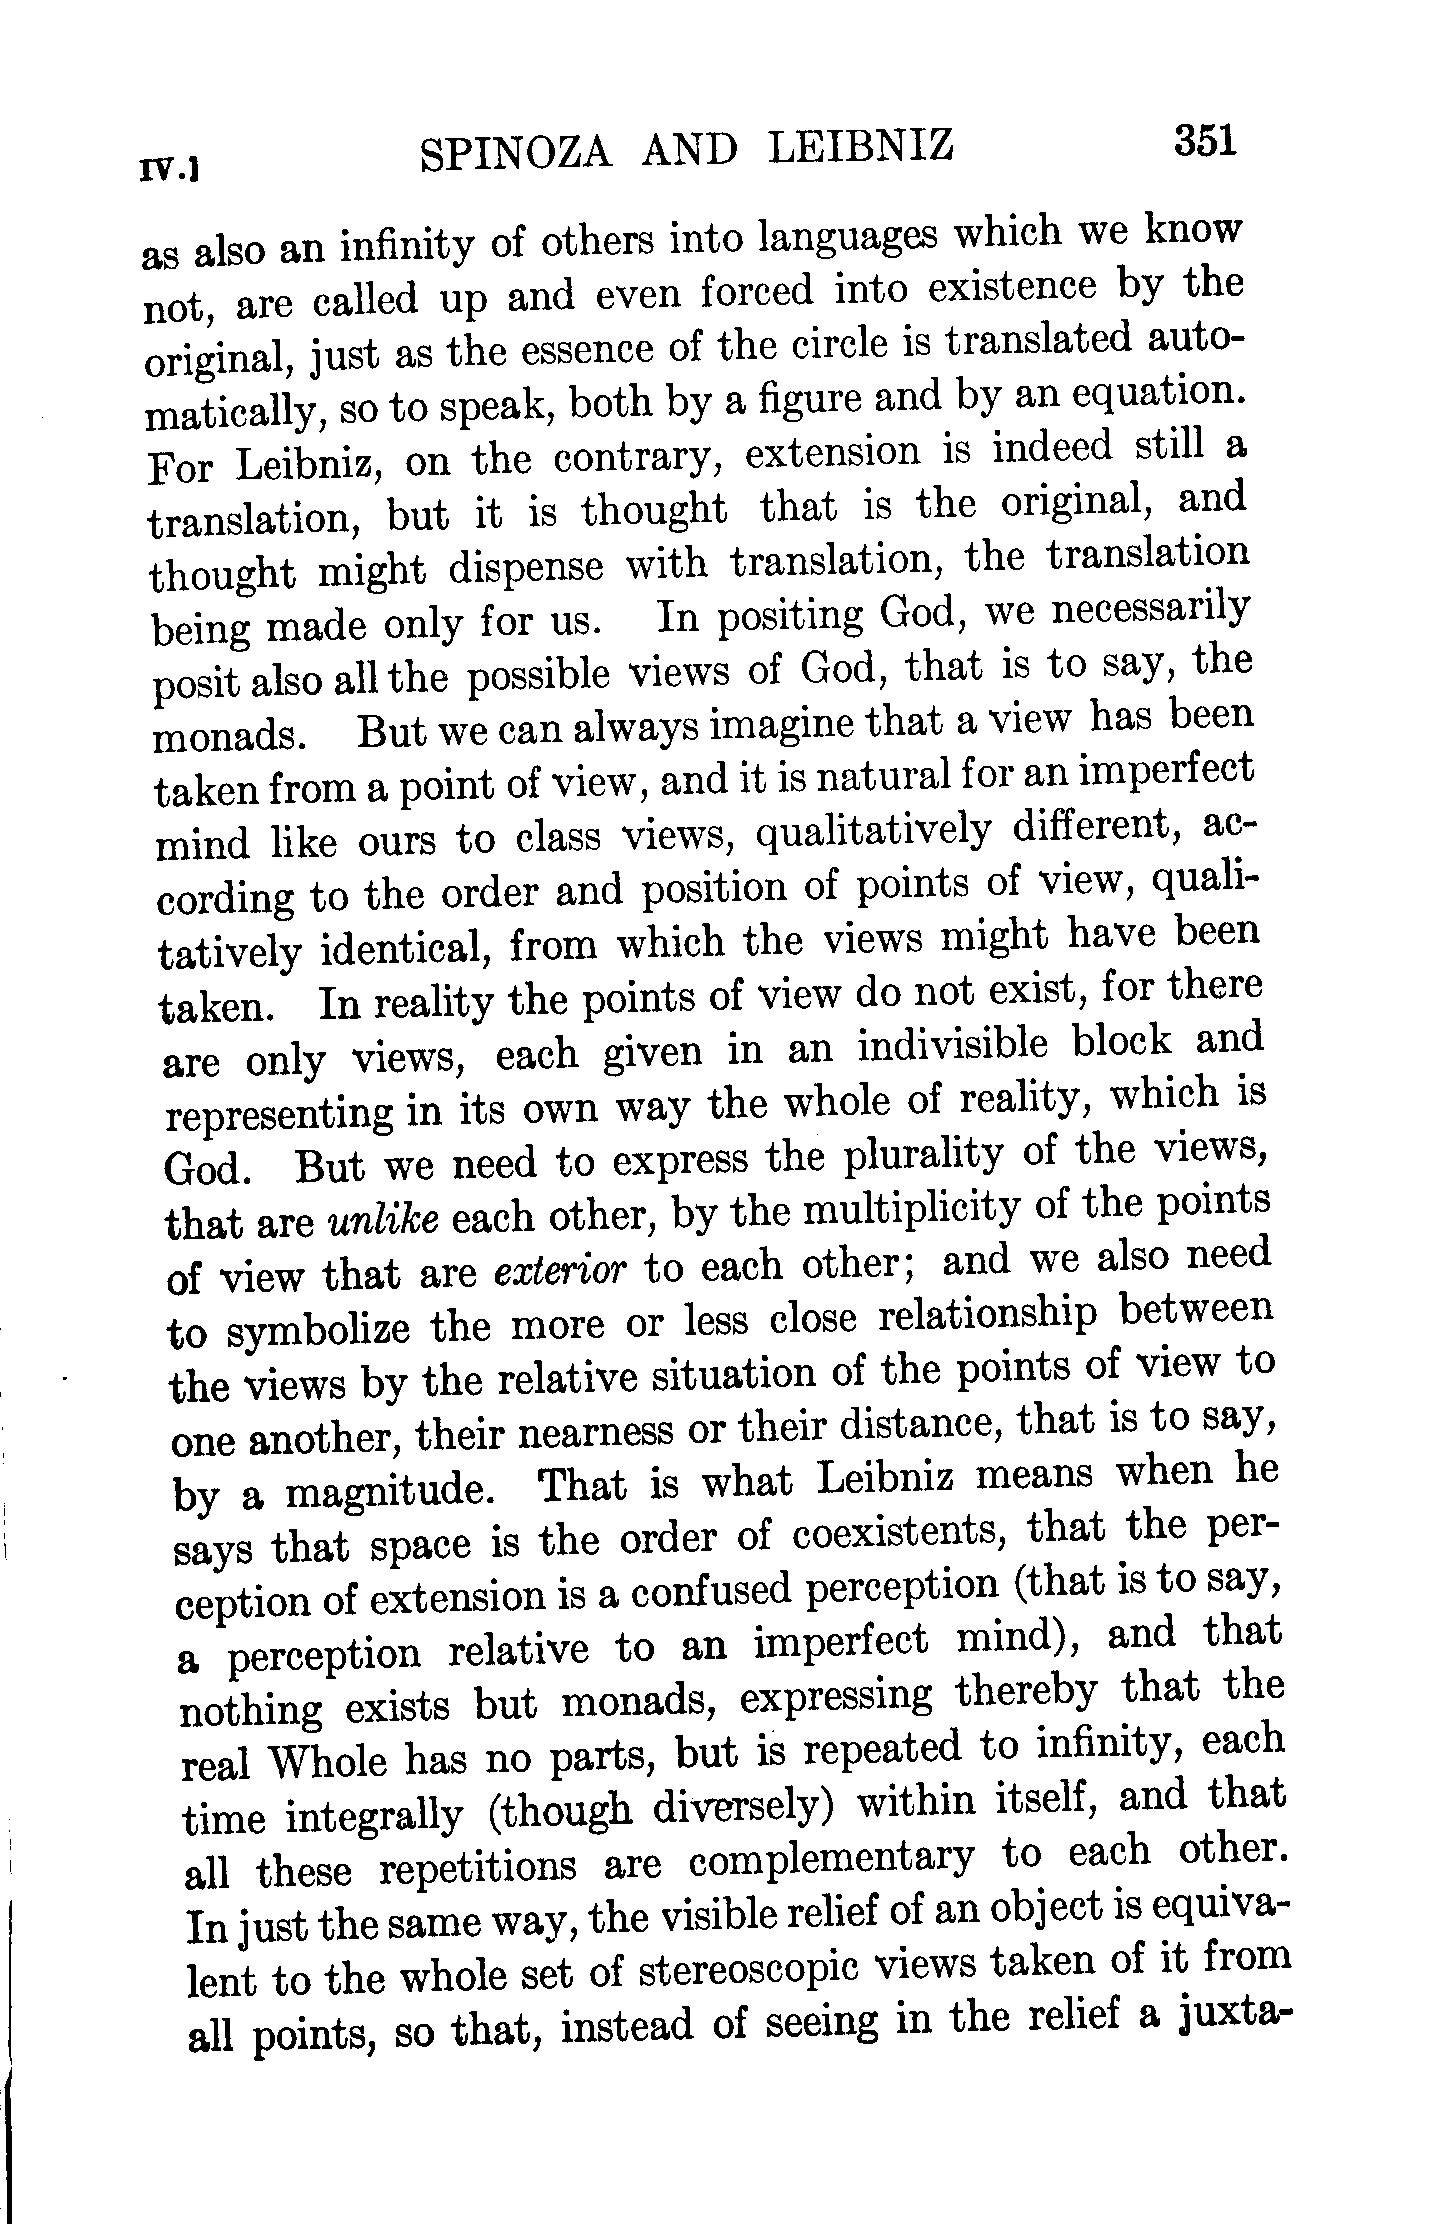 IV.] SPINOZA AND LEIBNIZ 351
as also an infinity of others into languages which we know
not, are called up and even forced into existence by the
original, just as the essence of the circle is translated auto-
matically, so to speak, both by a figure and by an equation.
For Leibniz, on the contrary, extension is indeed still a
translation, but it is thought that is the original, and
thought might dispense with translation, the translation
being made only for us. In positing God, we necessarily
posit also all the possible views of God, that is to say, the
monads. But we can always imagine that a view has been
taken from a point of view, and it is natural for an imperfect
mind like ours to class views, qualitatively different, ac-
cording to the order and position of points of view, quali-
tatively identical, from which the views might have been
taken. In reality the points of view do not exist, for there
are only views, each given in an indivisible block and
representing in its own way the whole of reality, which is
God. But we need to express the plurality of the views,
that are unlike each other, by the multiplicity of the points
of view that are exterior to each other; and we also need
to symbolize the more or less close relationship between
the views by the relative situation of the points of view to
one another, their nearness or their distance, that is to say,
by a magnitude. That is what Leibniz means when he
says that space is the order of coexistents, that the per-
ception of extension is a confused perception (that is to say,
a perception relative to an imperfect mind), and that
nothing exists but monads, expressing thereby that the
real Whole has no parts, but is repeated to infinity, each
time integrally (though diversely) within itself, and that
all these repetitions are complementary to each other.
In just the same way, the visible relief of an object is equiva-
lent to the whole set of stereoscopic views taken of it from
all points, so that, instead of seeing in the relief a juxta-